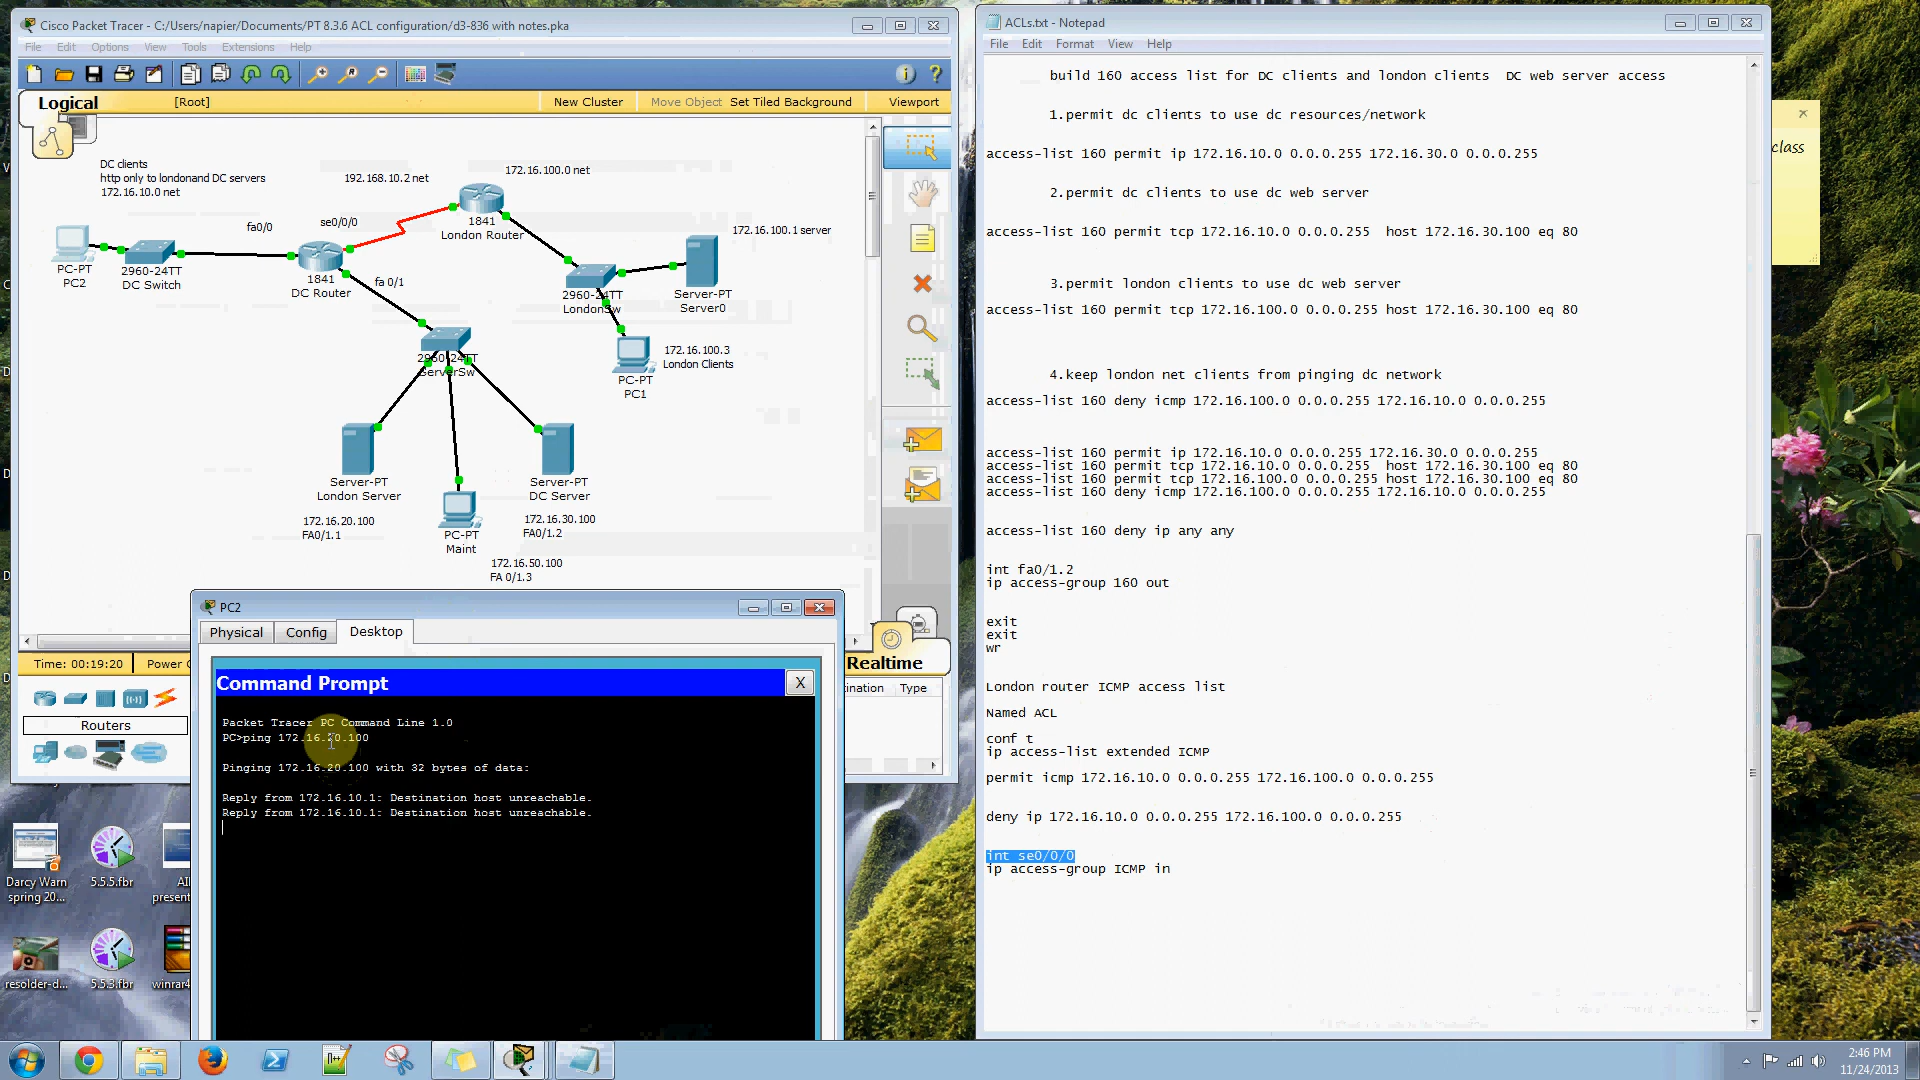 Cisco Packet Tracer - C:/Users/napier/Documents/PT 8.3.6 ACL configuration/d3-836 with notes.pka
File Edit Options View Tools Extensions Help
Logical
[Root]
New Cluster
Move Object
Set Tiled Background
Viewport
DC clients
http only to londonand DC servers
172.16.10.0 net
192.168.10.2 net
172.16.100.0 net
fa0/0
se0/0/0
1841
London Router
172.16.100.1 server
PC-PT
PC2
2960-24TT
DC Switch
1841
DC Router
fa 0/1
2960-24TT
LondonSw
Server-PT
Server0
2960-24TT
ServerSw
172.16.100.3
London Clients
PC-PT
PC1
Server-PT
London Server
Server-PT
DC Server
172.16.20.100
FA0/1.1
PC-PT
Maint
172.16.30.100
FA0/1.2
172.16.50.100
FA 0/1.3
Time: 00:19:20
Power C
Realtime
Routers
ination
Type
PC2
Physical
Config
Desktop
Command Prompt
X
Packet Tracer PC Command Line 1.0
PC>ping 172.16.20.100
Pinging 172.16.20.100 with 32 bytes of data:
Reply from 172.16.10.1: Destination host unreachable.
Reply from 172.16.10.1: Destination host unreachable.
ACLs.txt - Notepad
File Edit Format View Help
build 160 access list for DC clients and london clients  DC web server access
1.permit dc clients to use dc resources/network
access-list 160 permit ip 172.16.10.0 0.0.0.255 172.16.30.0 0.0.0.255
2.permit dc clients to use dc web server
access-list 160 permit tcp 172.16.10.0 0.0.0.255  host 172.16.30.100 eq 80
3.permit london clients to use dc web server
access-list 160 permit tcp 172.16.100.0 0.0.0.255 host 172.16.30.100 eq 80
4.keep london net clients from pinging dc network
access-list 160 deny icmp 172.16.100.0 0.0.0.255 172.16.10.0 0.0.0.255
access-list 160 permit ip 172.16.10.0 0.0.0.255 172.16.30.0 0.0.0.255
access-list 160 permit tcp 172.16.10.0 0.0.0.255  host 172.16.30.100 eq 80
access-list 160 permit tcp 172.16.100.0 0.0.0.255 host 172.16.30.100 eq 80
access-list 160 deny icmp 172.16.100.0 0.0.0.255 172.16.10.0 0.0.0.255
access-list 160 deny ip any any
int fa0/1.2
ip access-group 160 out
exit
exit
wr
London router ICMP access list
Named ACL
conf t
ip access-list extended ICMP
permit icmp 172.16.10.0 0.0.0.255 172.16.100.0 0.0.0.255
deny ip 172.16.10.0 0.0.0.255 172.16.100.0 0.0.0.255
int se0/0/0
ip access-group ICMP in
class
Darcy Warn
spring 20...
5.5.5.fbr
present
resolder-d...
5.5.3.fbr
winrar4
2:46 PM
11/24/2013